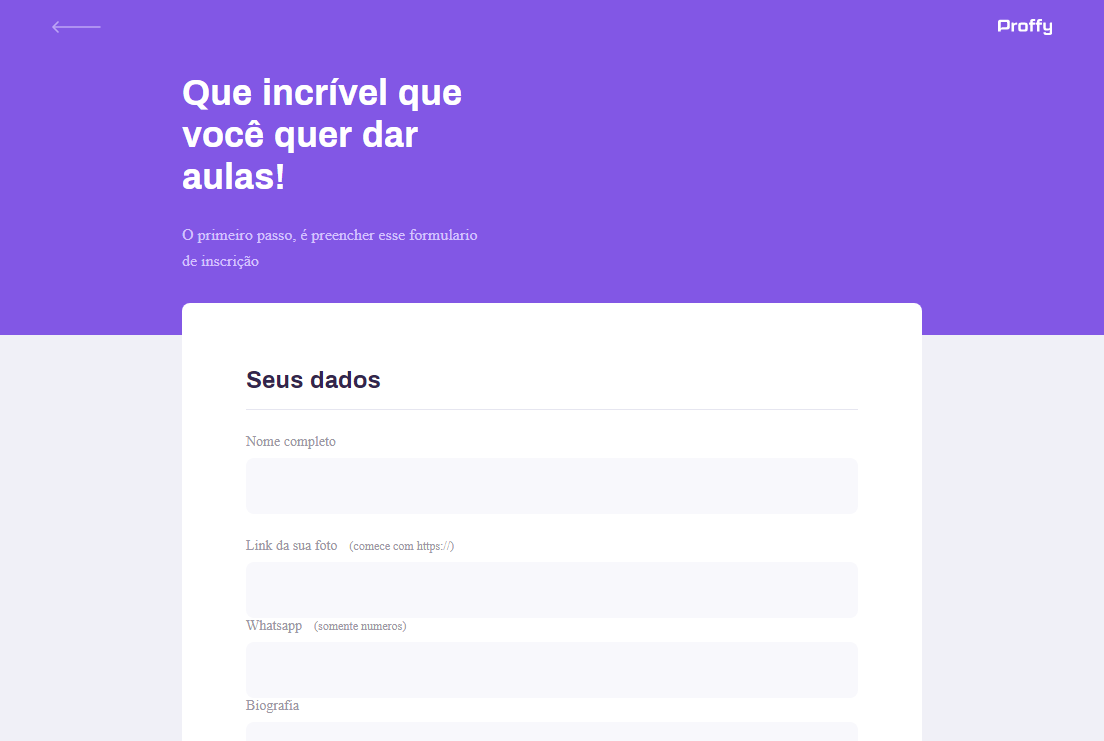 Proffy
Que incrível que
você quer dar
aulas!
O primeiro passo, é preencher esse formulario
de inscrição
Seus dados
Nome completo
Link da sua foto (comece com https://)
Whatsapp (somente numeros)
Biografia